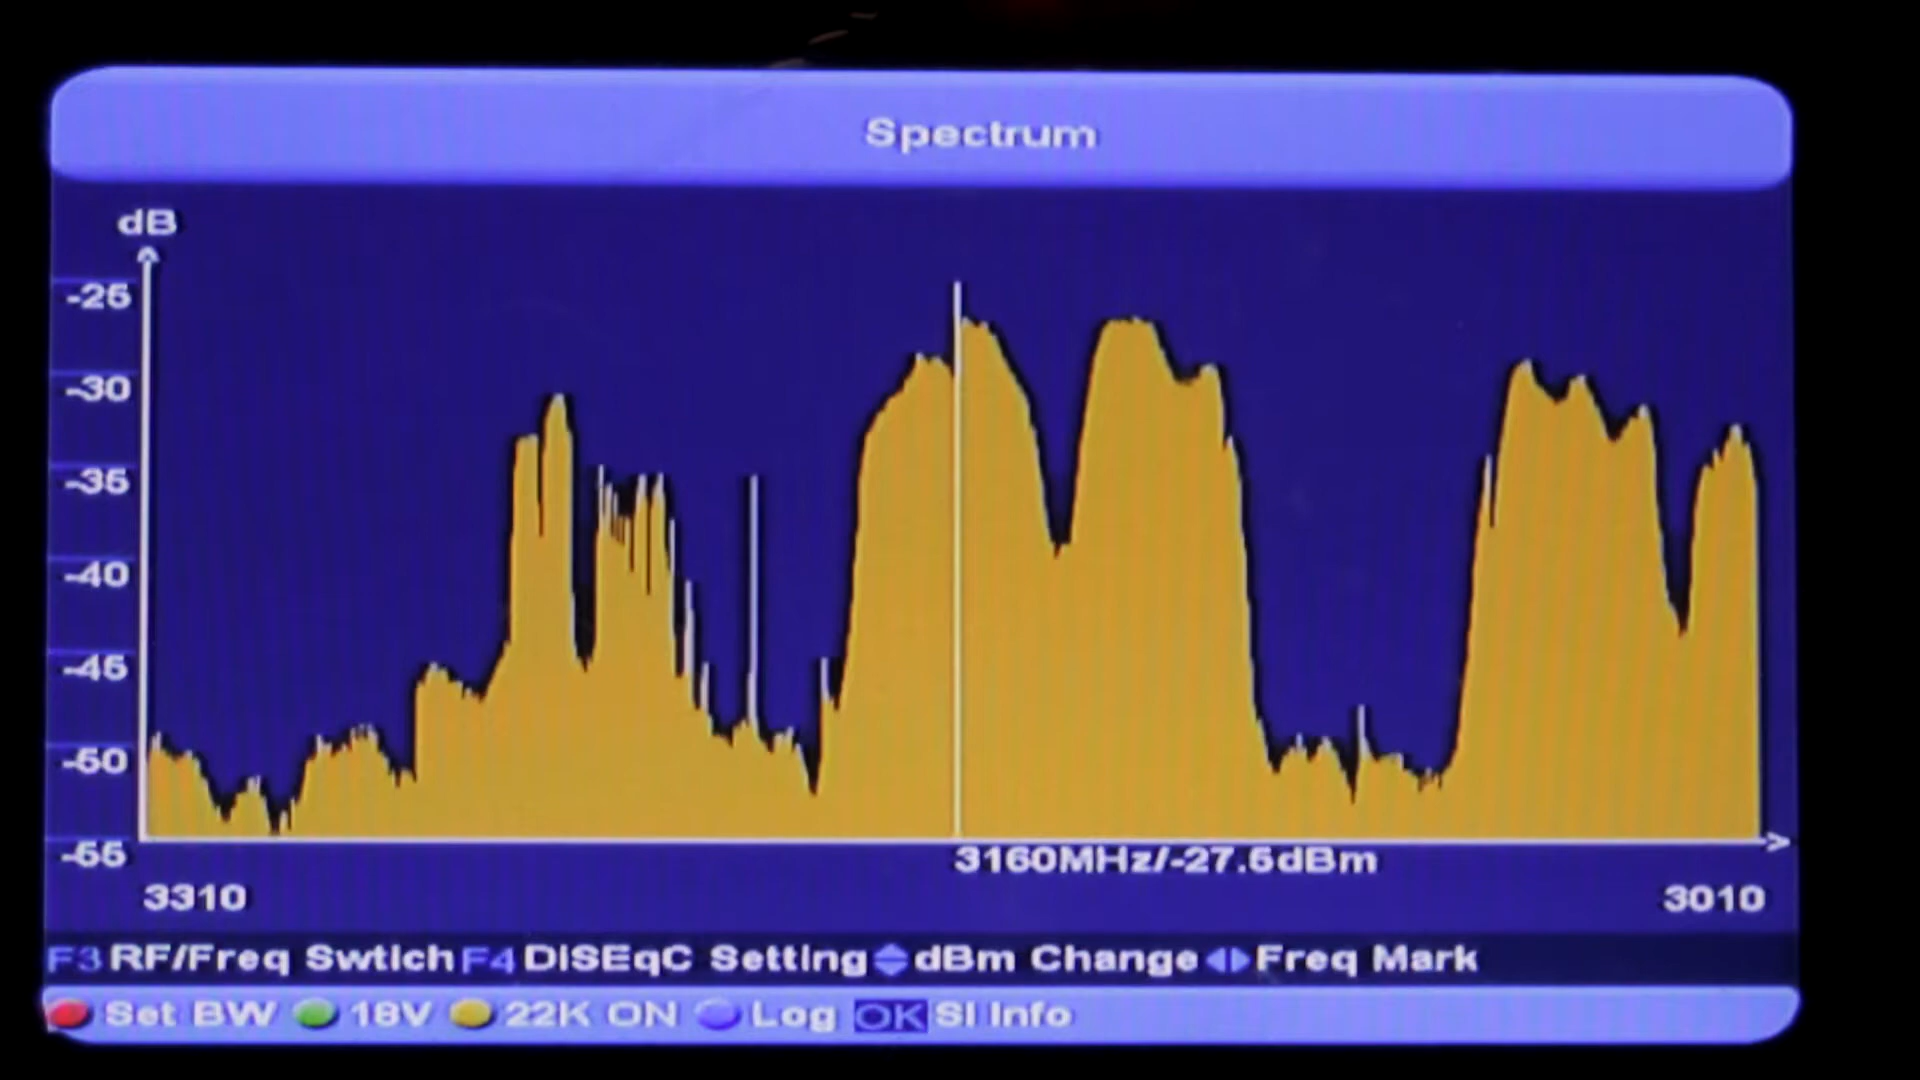 Spectrum
dB
-25
-30
-35
-40
-45
-50
-55
3160MHz/-27.5dBm
3310 3010
F3 RF/Freq Swtich F4 DiSEqC Setting dBm Change Freq Mark
Set BW 18V 22K ON Log OK SI Info